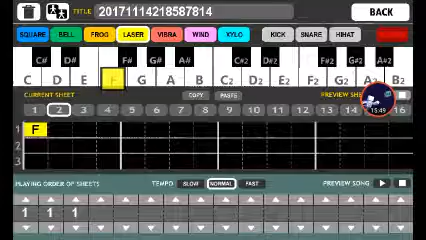 TITLE 20171114218587814 BACK
SQUARE BELL FROG LASER VIBRA WIND XYLO KICK SNARE HIHAT
C# D# F# G# A# C#2 D#2 F#2 G#2 A#2
C D E F G A B C2 D2 E2 F2 G2 A2 B2
CURRENT SHEET COPY PASTE PREVIEW SHE
1 2 3 4 5 6 7 8 9 10 11 12 13 14 16
15:49
1 F
2
3
PLAYING ORDER OF SHEETS TEMPO SLOW NORMAL FAST PREVIEW SONG
1 1 1